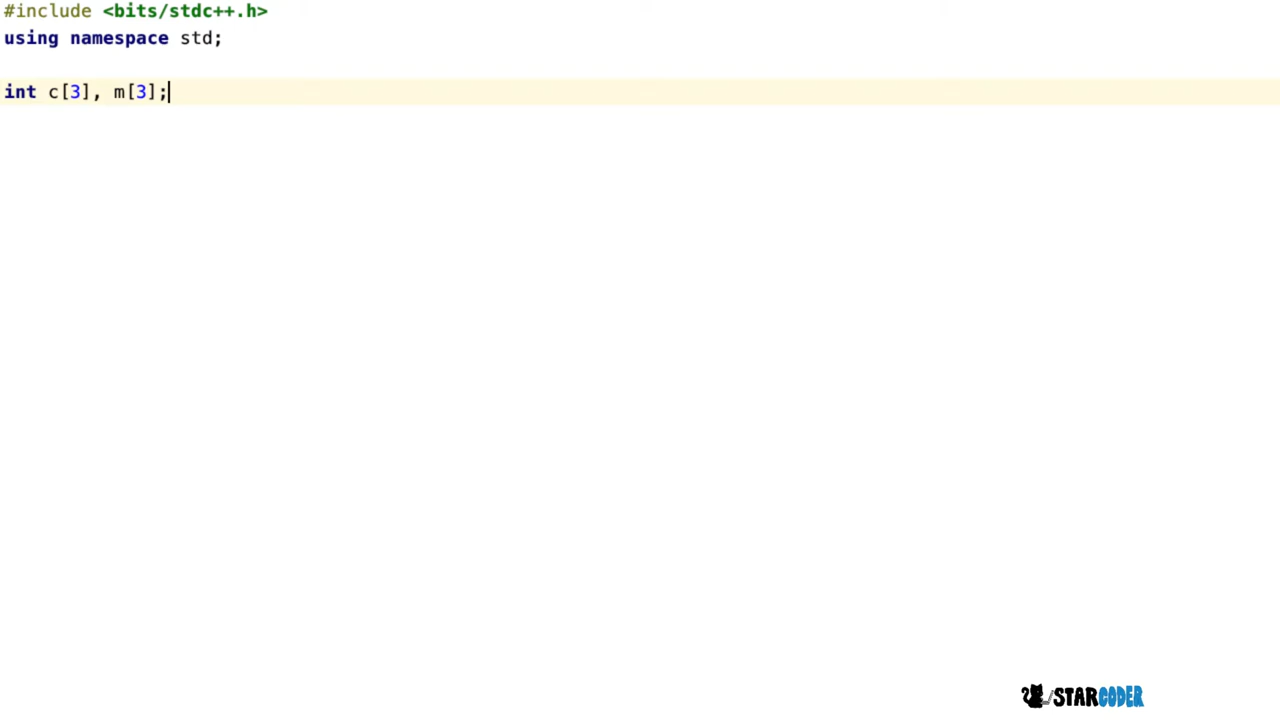 #include <bits/stdc++.h>
using namespace std;
int c[3], m[3];
STARCODER